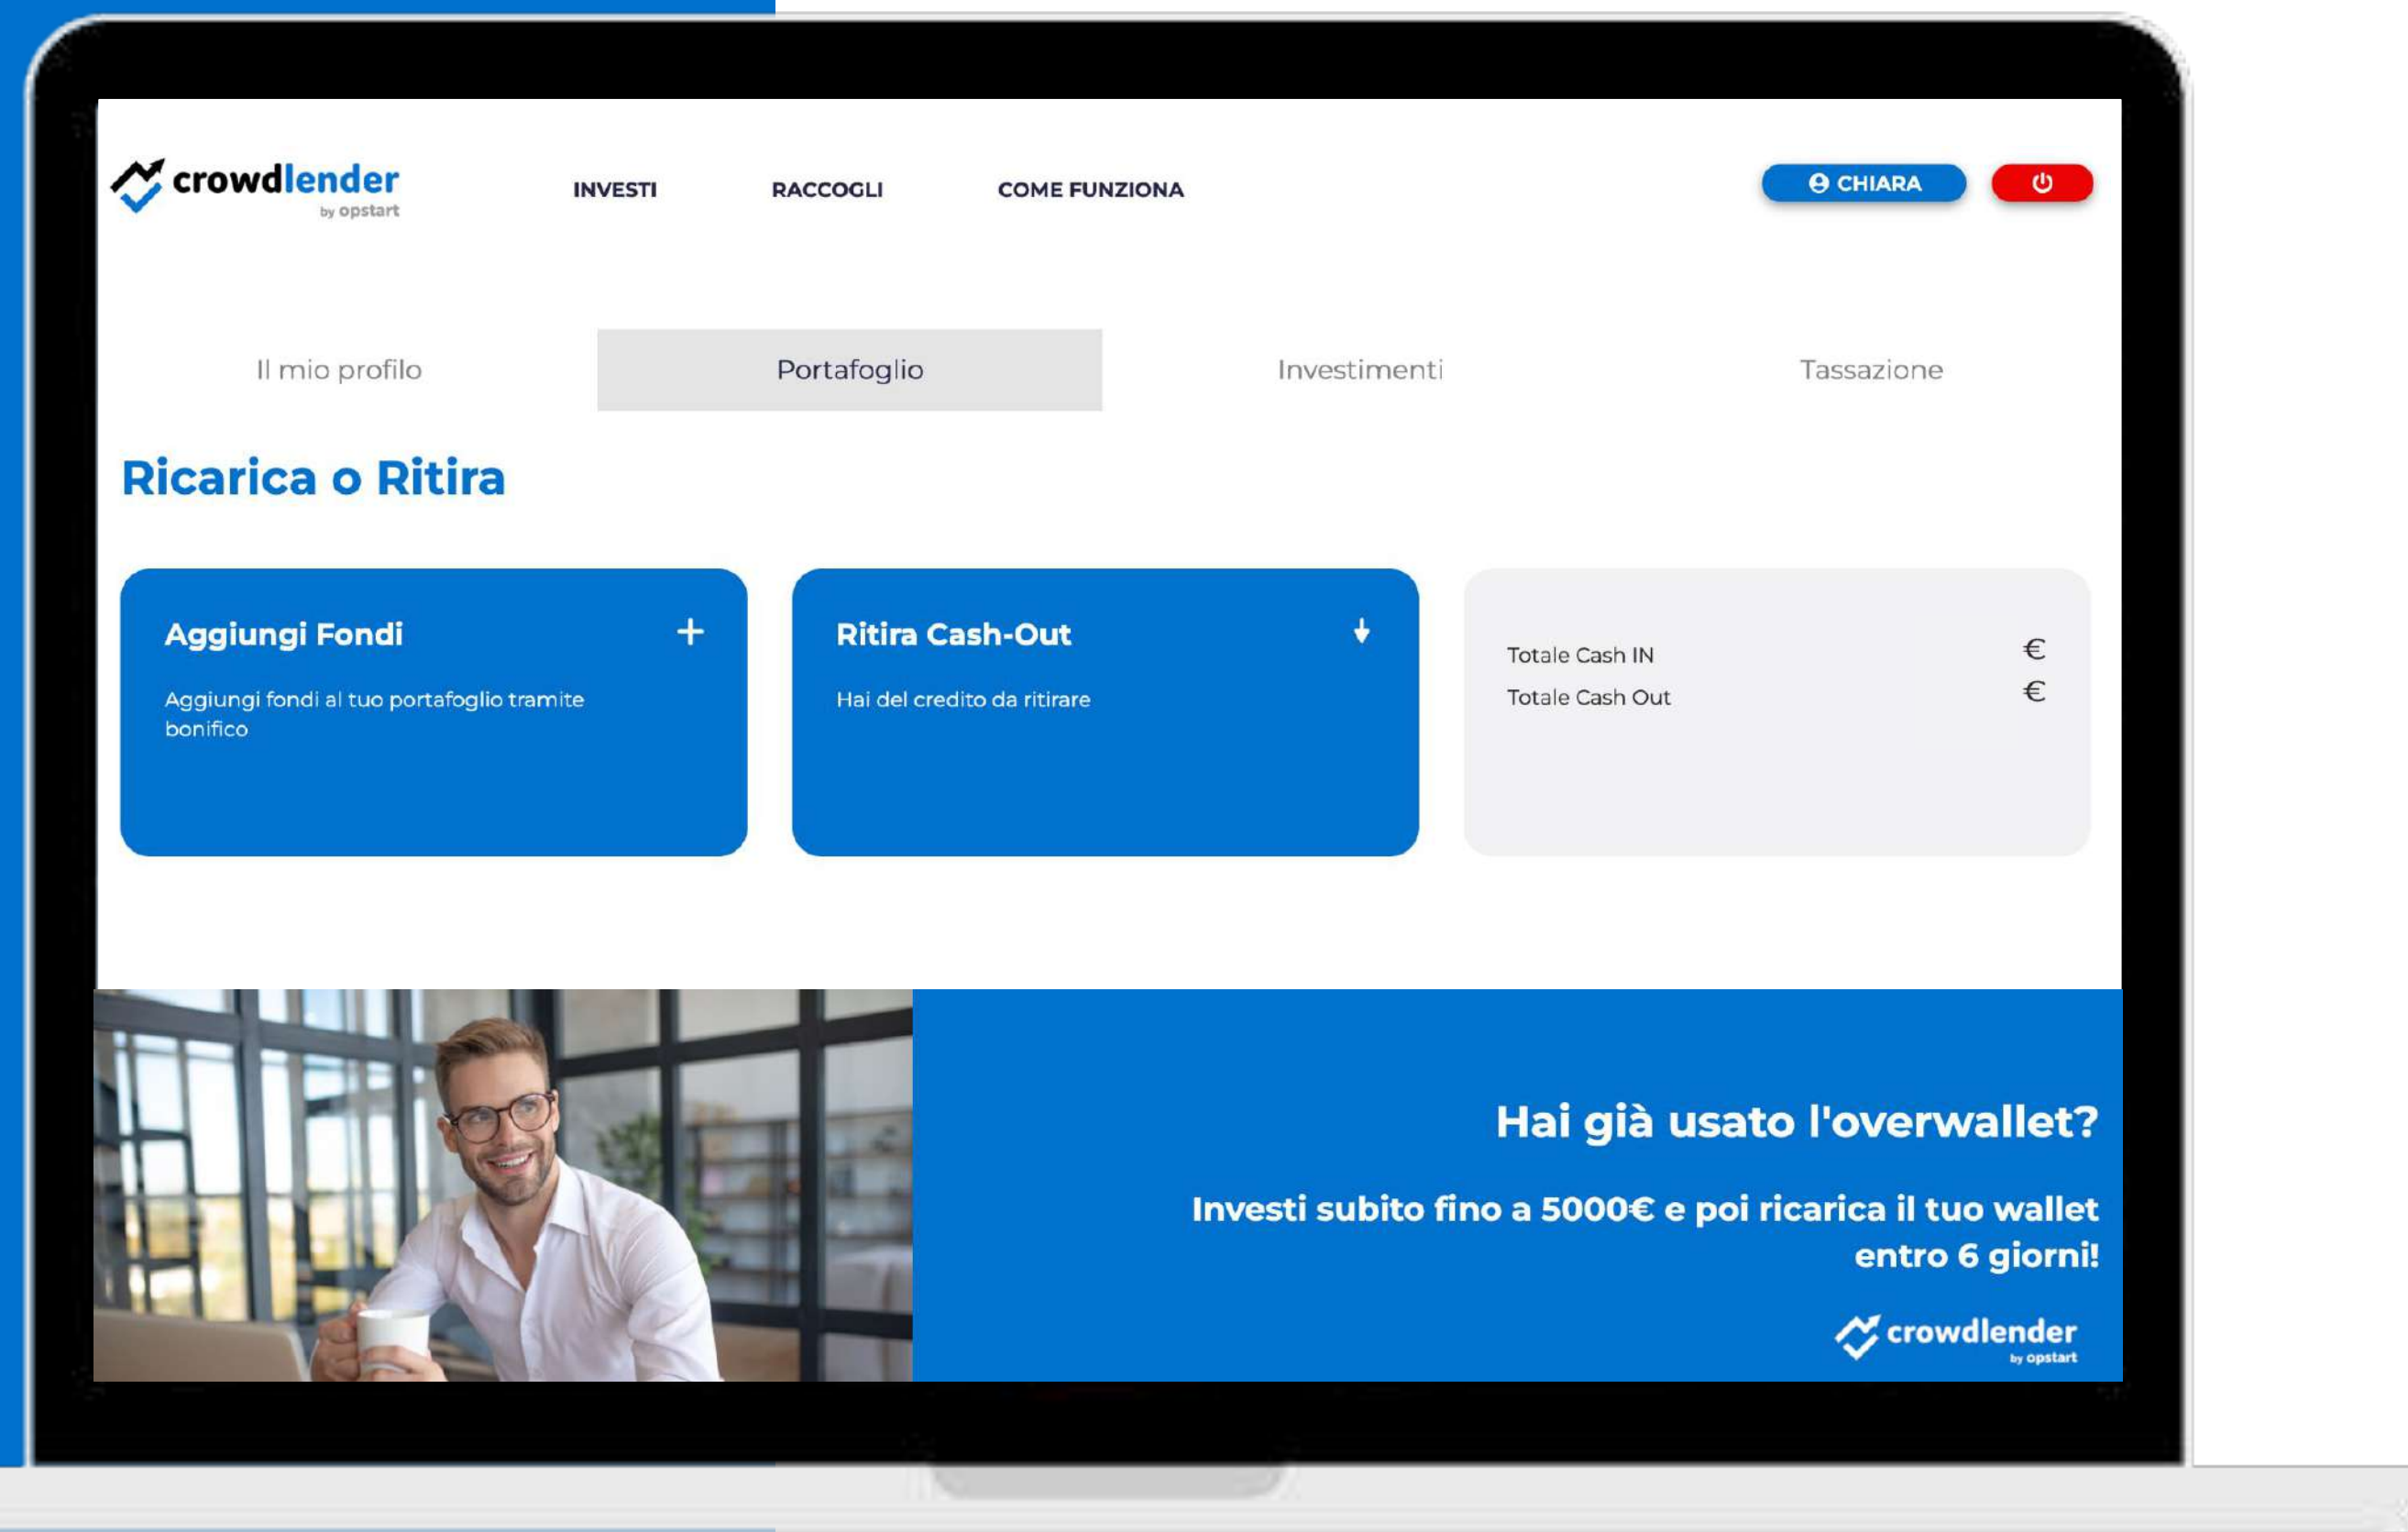 crowdlender
by opstart
INVESTI
RACCOGLI
COME FUNZIONA
CHIARA
Il mio profilo
Portafoglio
Investimenti
Tassazione
Ricarica o Ritira
Aggiungi Fondi
+
Aggiungi fondi al tuo portafoglio tramite
bonifico
Ritira Cash-Out
Hai del credito da ritirare
Totale Cash IN €
Totale Cash Out €
Hai già usato l'overwallet?
Investi subito fino a 5000€ e poi ricarica il tuo wallet
entro 6 giorni!
crowdlender
by opstart